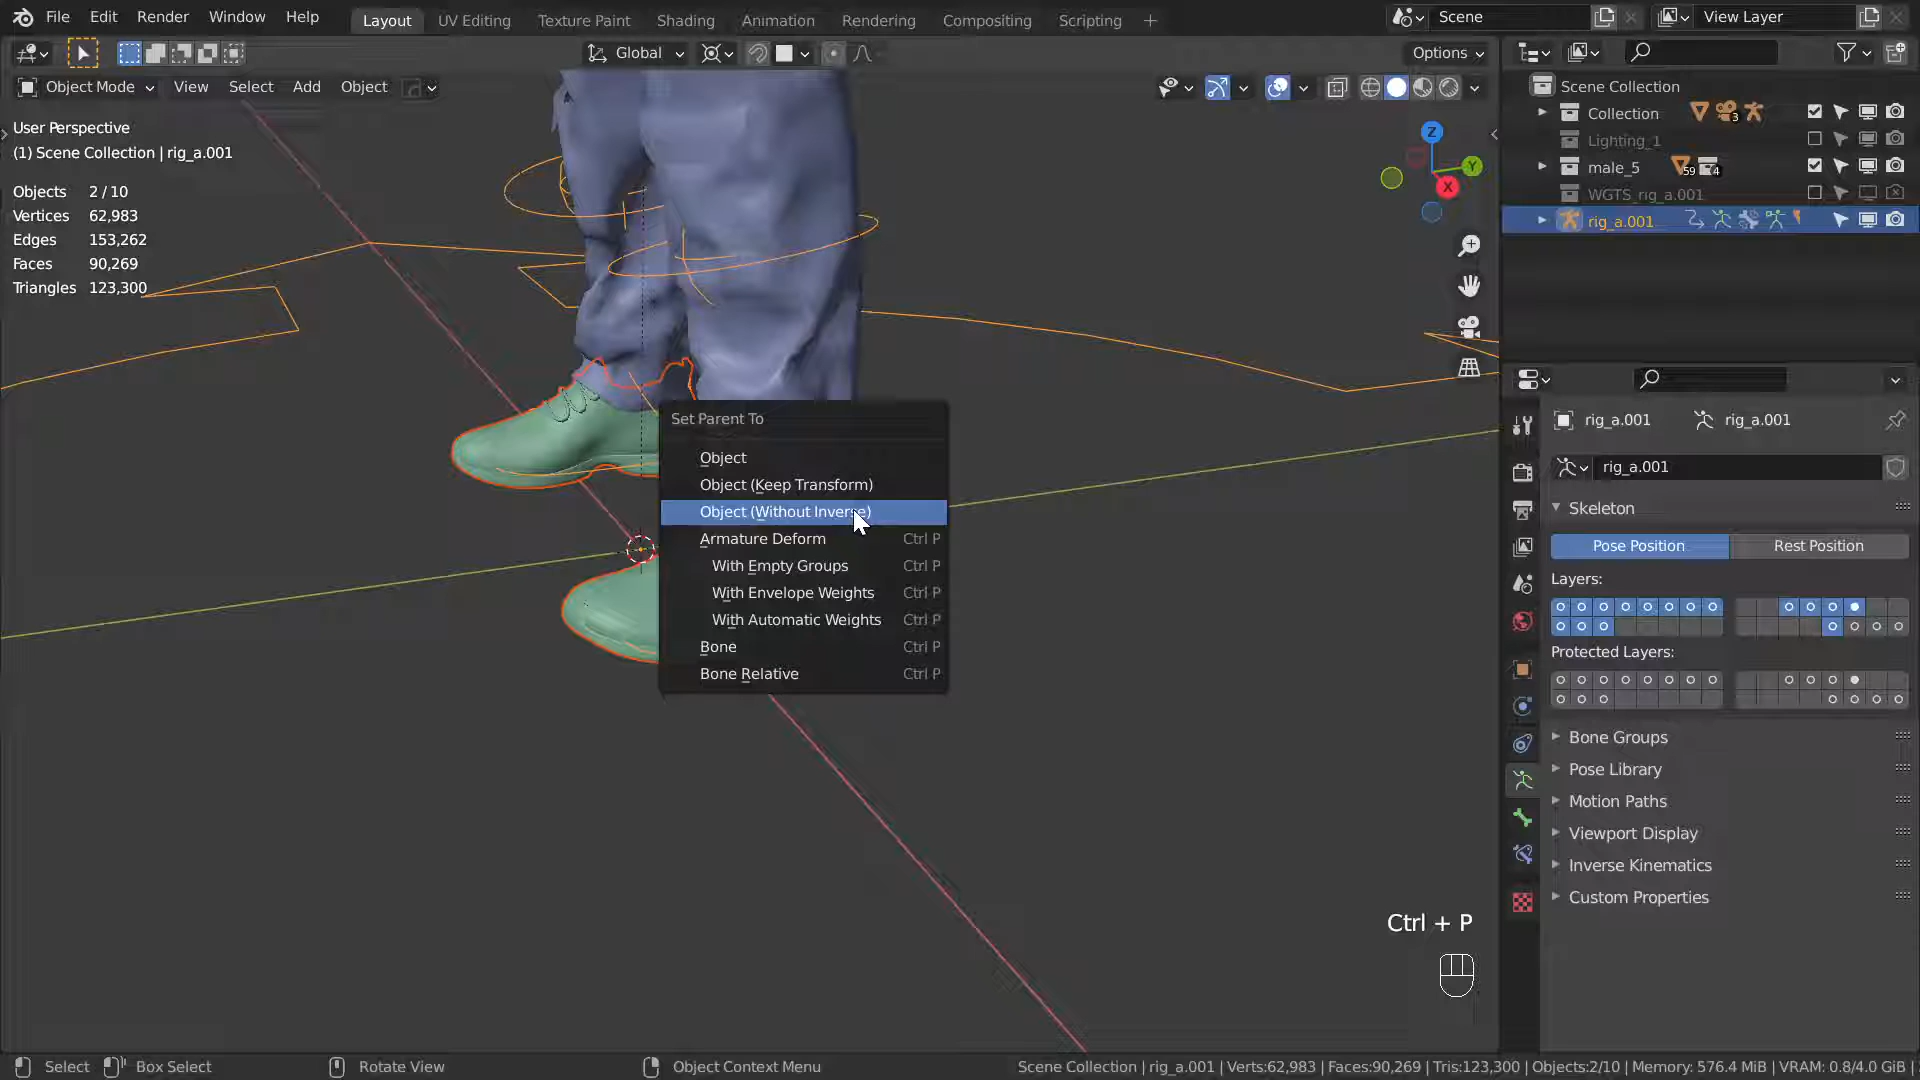 File Edit Render Window Help Layout UV Editing Texture Paint Shading Animation Rendering Compositing Scripting Scene View Layer
Global Options
Object Mode View Select Add Object
Scene Collection
User Perspective
(1) Scene Collection | rig_a.001
Collection 3
Lighting_1
male_5 59 4
WGTS_rig_a.001
rig_a.001
Objects 2 / 10
Vertices 62,983
Edges 153,262
Faces 90,269
Triangles 123,300
Z
Y
X
Set Parent To
Object
Object (Keep Transform)
Object (Without Inverse)
Armature Deform Ctrl P
With Empty Groups Ctrl P
With Envelope Weights Ctrl P
With Automatic Weights Ctrl P
Bone Ctrl P
Bone Relative Ctrl P
rig_a.001 rig_a.001
rig_a.001
Skeleton
Pose Position Rest Position
Layers:
Protected Layers:
Bone Groups
Pose Library
Motion Paths
Viewport Display
Inverse Kinematics
Custom Properties
Ctrl + P
Select Box Select Rotate View Object Context Menu Scene Collection | rig_a.001 | Verts:62,983 | Faces:90,269 | Tris:123,300 | Objects:2/10 | Memory: 576.4 MiB | VRAM: 0.8/4.0 GiB